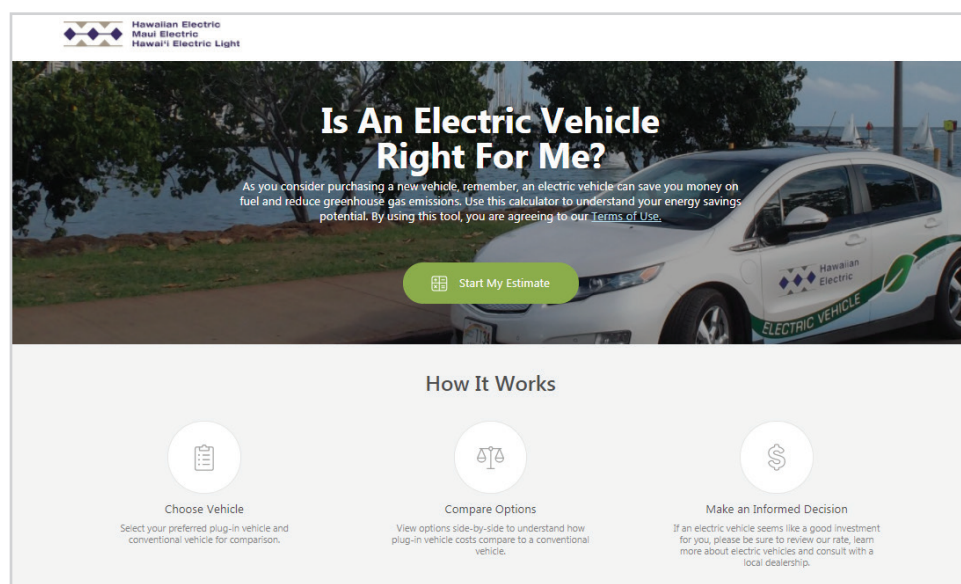 Hawaiian Electric
Maui Electric
Hawai'i Electric Light
Is An Electric Vehicle
Right For Me?
As you consider purchasing a new vehicle, remember, an electric vehicle can save you money on
fuel and reduce greenhouse gas emissions. Use this calculator to understand your energy savings
potential. By using this tool, you are agreeing to our Terms of Use.
Start My Estimate
Hawaiian
Electric
ELECTRIC VEHICLE
How It Works
Choose Vehicle
Select your preferred plug-in vehicle and
conventional vehicle for comparison.
Compare Options
View options side-by-side to understand how
plug-in vehicle costs compare to a conventional
vehicle.
Make an Informed Decision
If an electric vehicle seems like a good investment
for you, please be sure to review our rate, learn
more about electric vehicles and consult with a
local dealership.